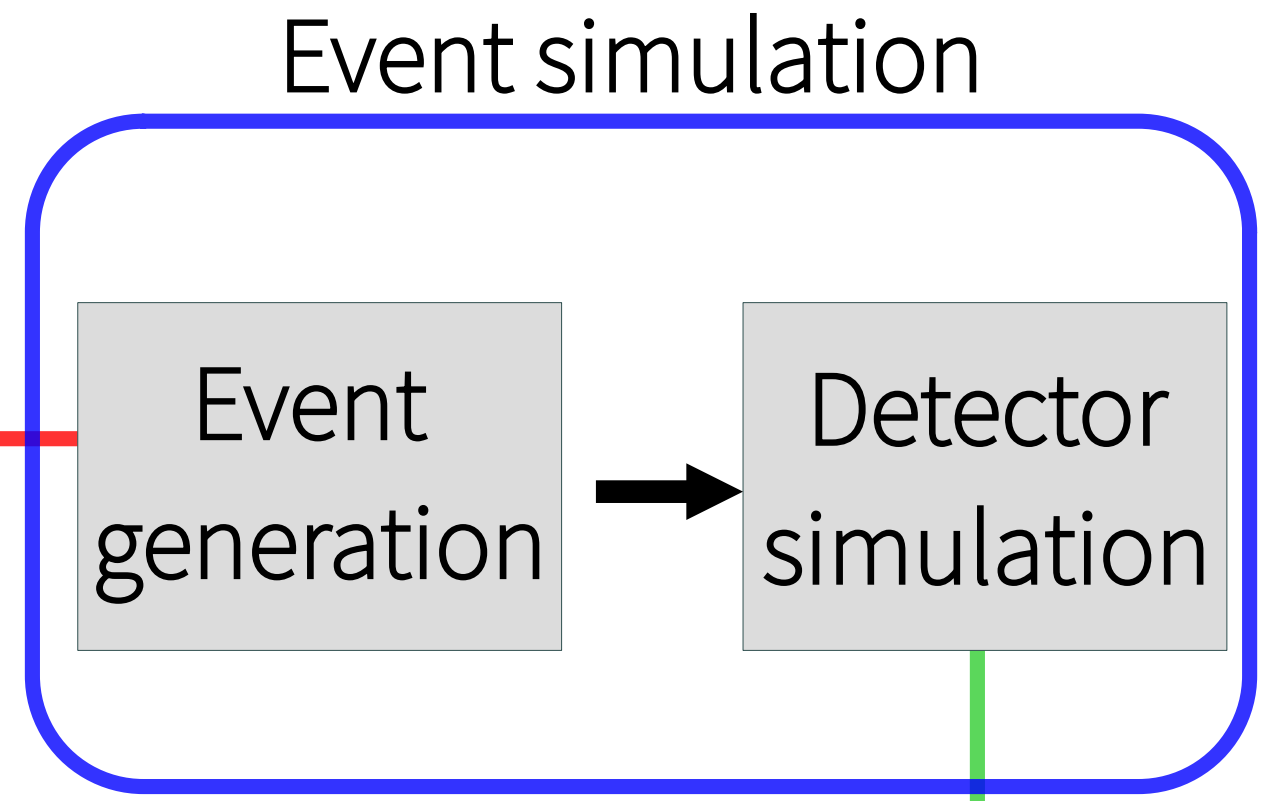 Event simulation
Event
generation
Detector
simulation